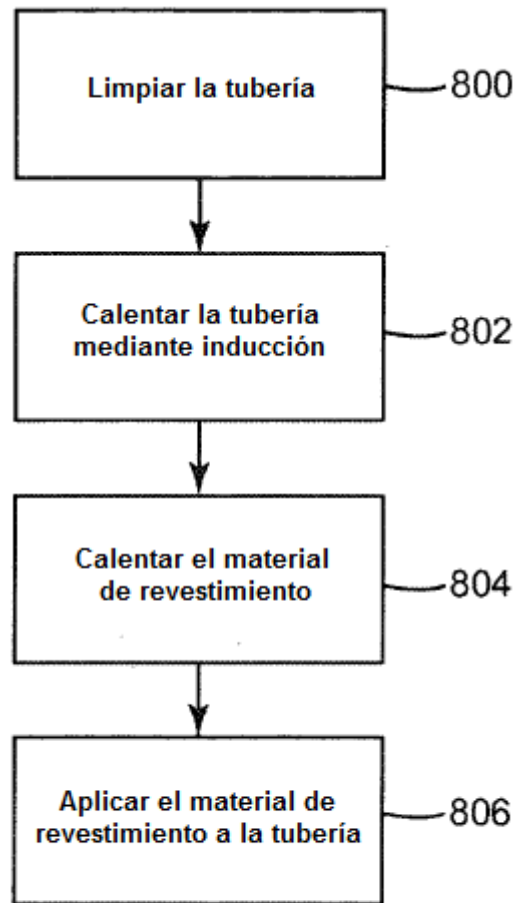 Limpiar la tubería
800
Calentar la tubería
mediante inducción
802
Calentar el material
de revestimiento
804
Aplicar el material de
revestimiento a la tubería
806